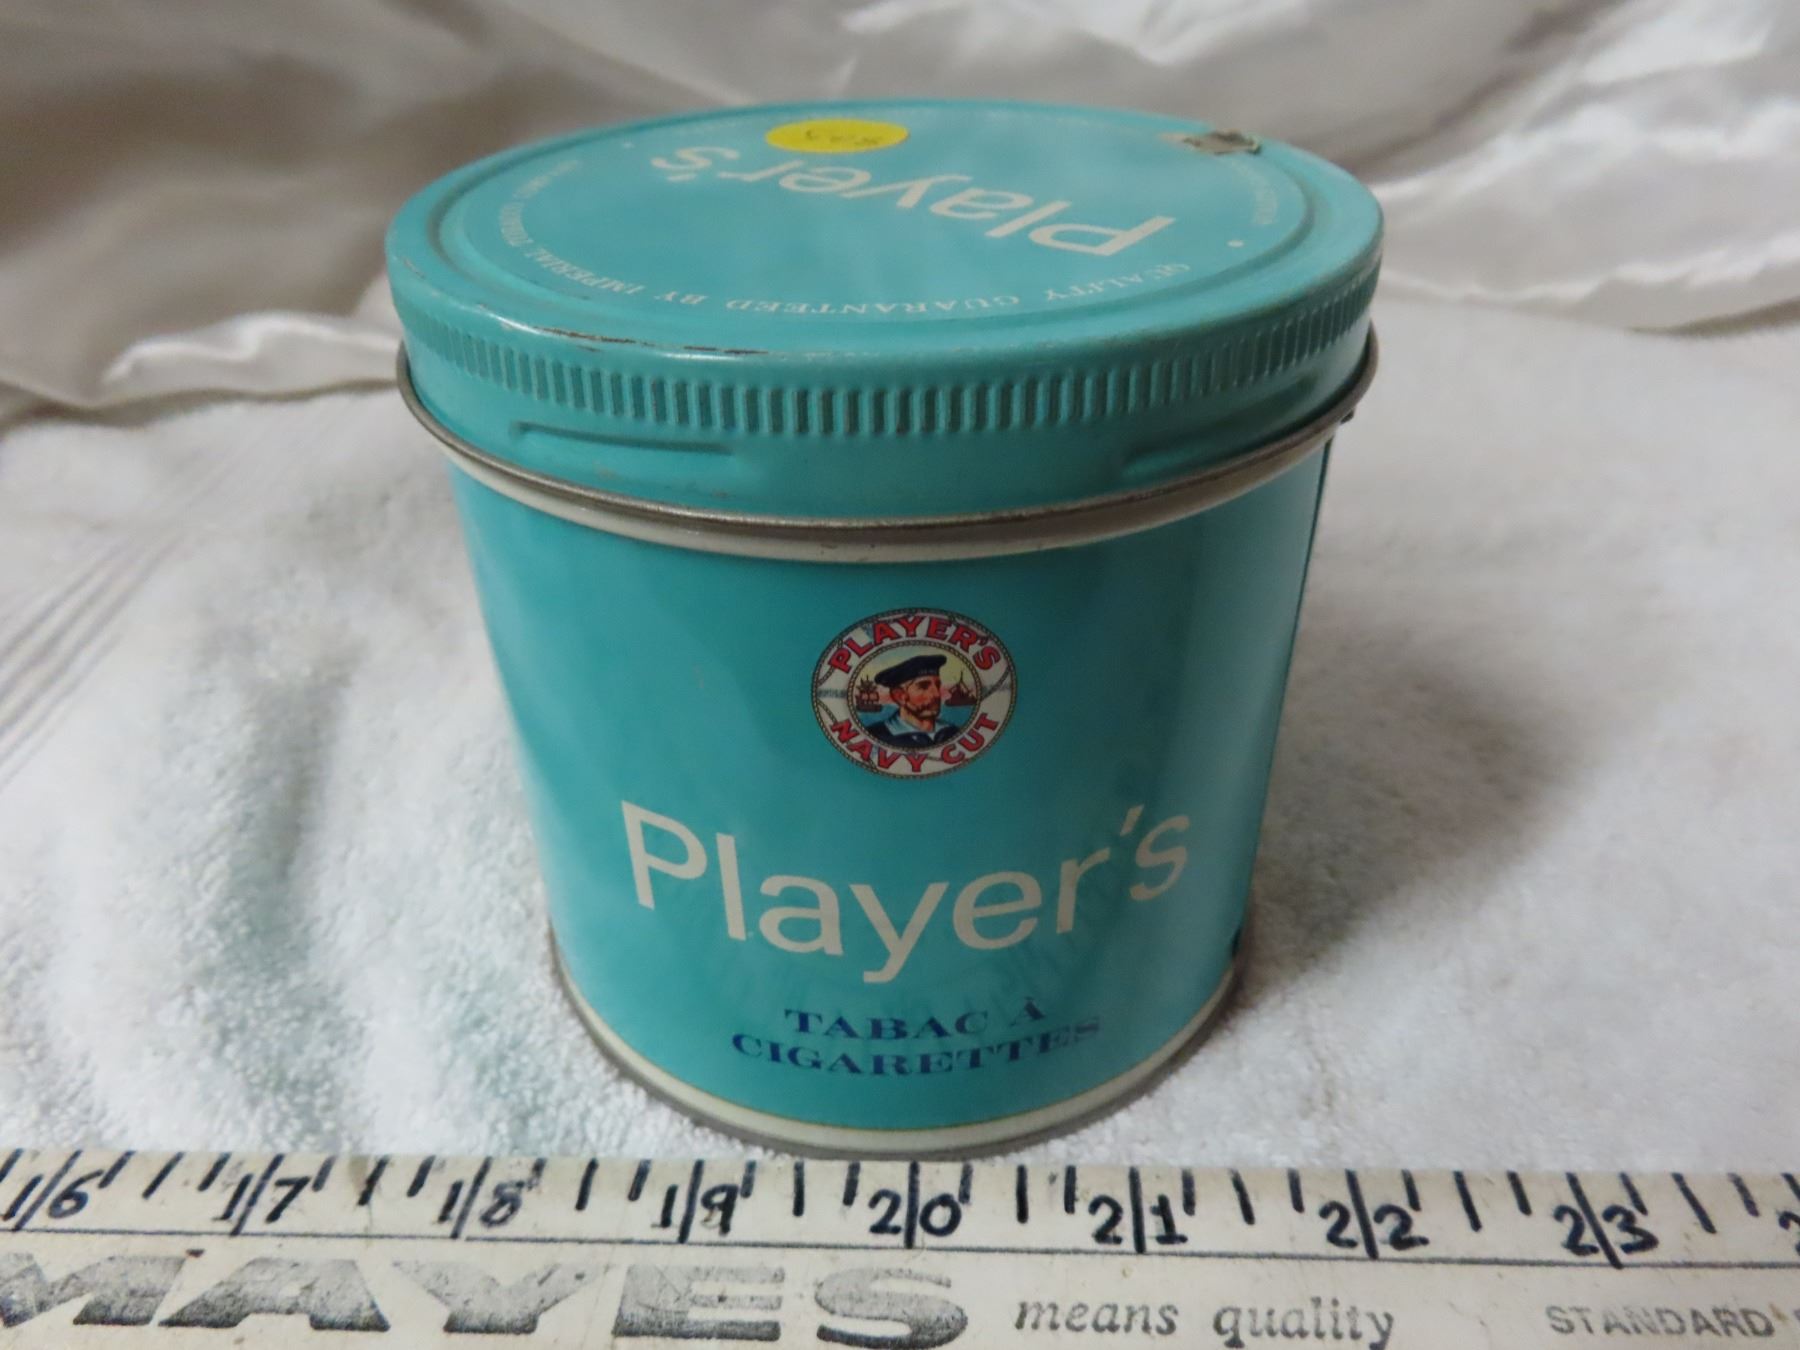 Player's
QUALITY GUARANTEED BY IMPERIAL
PLAYER'S
NAVY CUT
Player's
TABAC À
CIGARETTES
16 17 18 19 20 21 22 23
MAYES means quality STANDARD